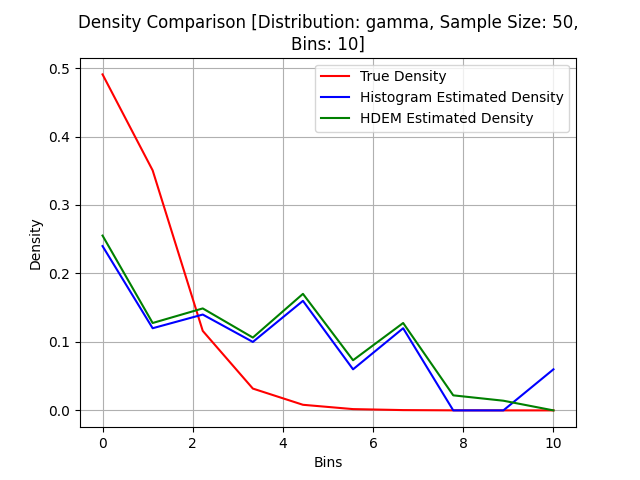 Density Comparison [Distribution: gamma, Sample Size: 50,
Bins: 10]
True Density
Histogram Estimated Density
HDEM Estimated Density
Density
0.5
0.4
0.3
0.2
0.1
0.0
0 2 4 6 8 10
Bins